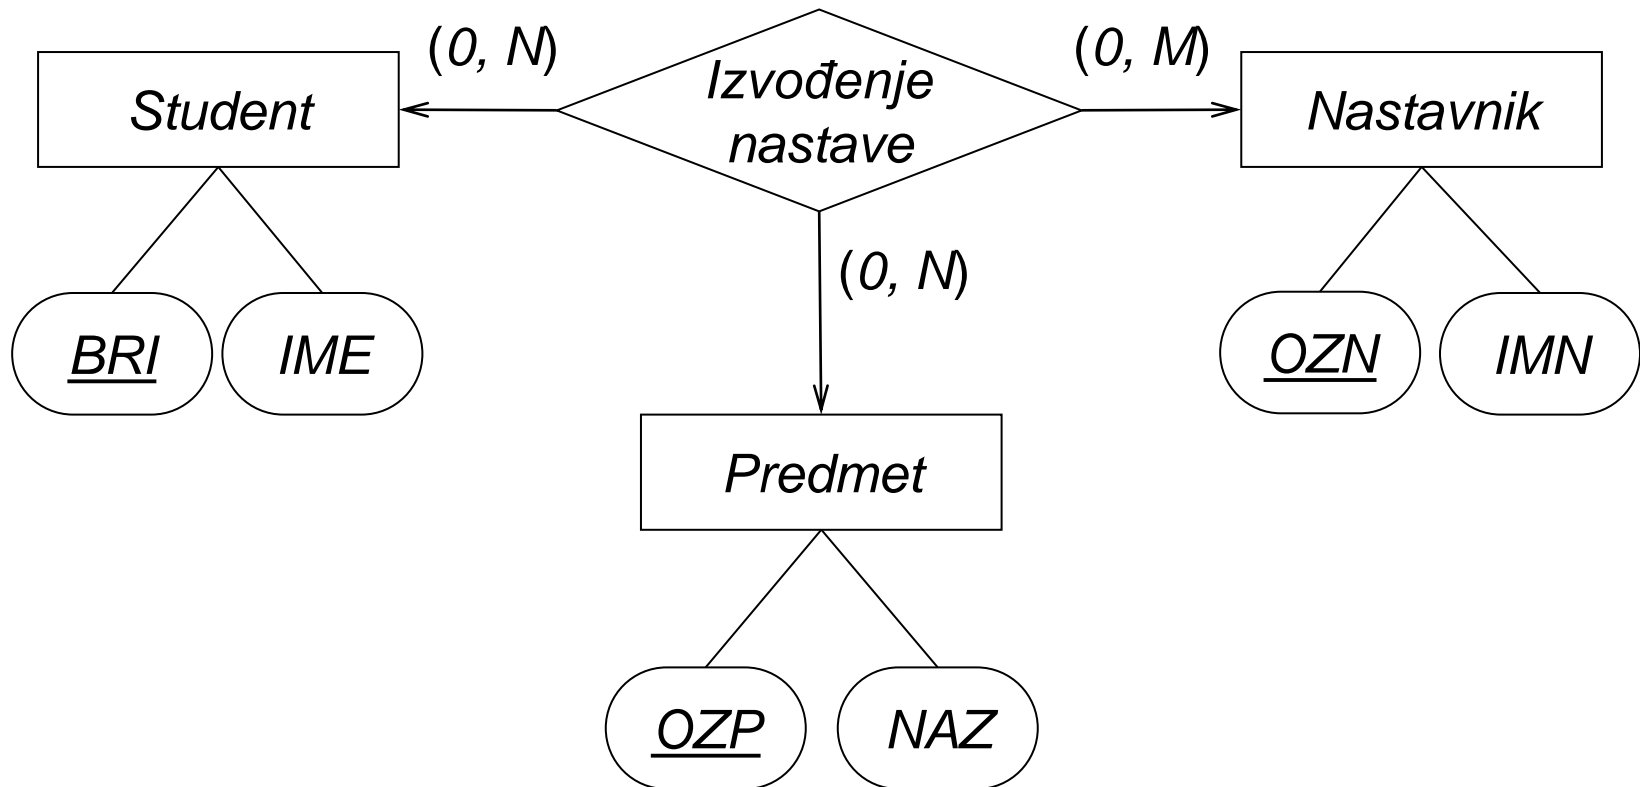 (0, N)
(0, M)
Student
Izvođenje
nastave
Nastavnik
(0, N)
BRI
IME
OZN
IMN
Predmet
OZP
NAZ